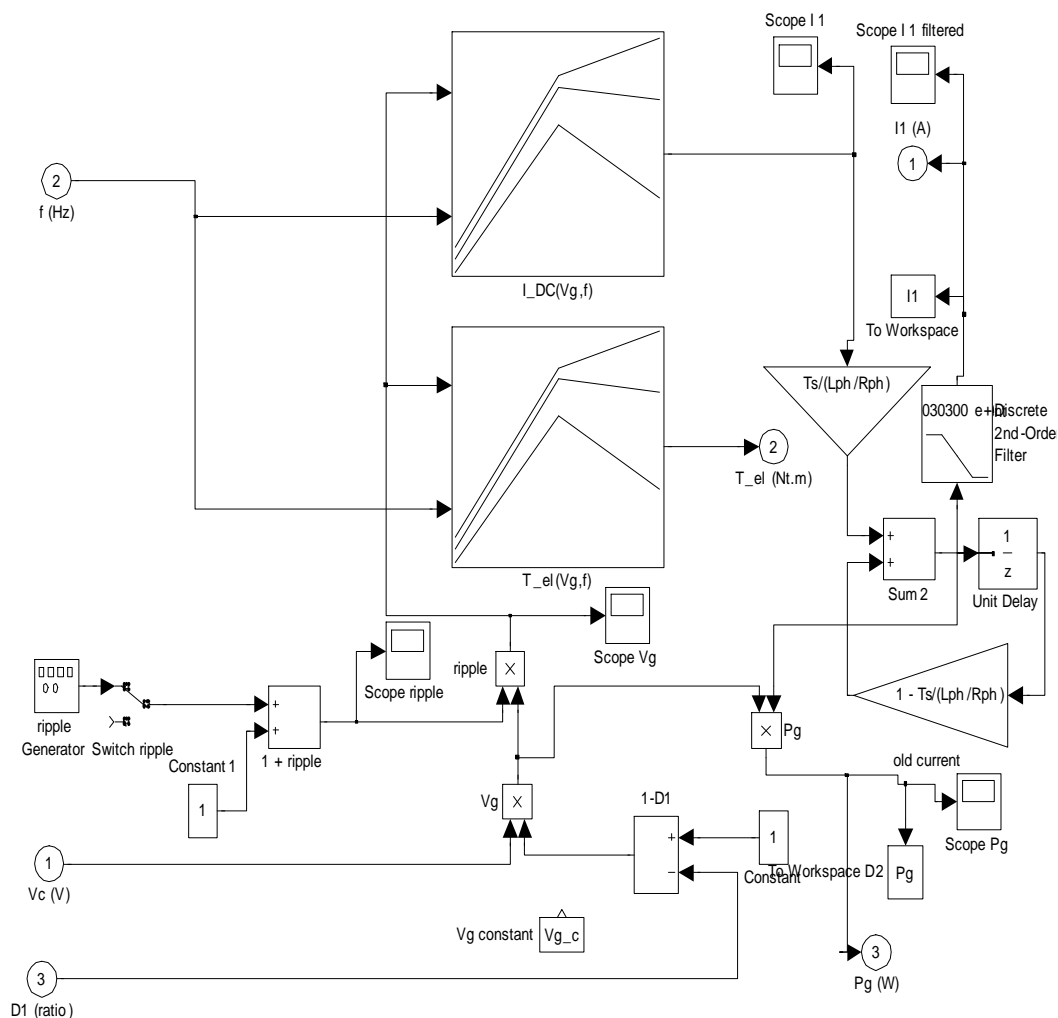 Scope I 1
Scope I 1 filtered
I1 (A)
1
2
f (Hz)
I_DC(Vg,f)
I1
To Workspace
Ts/(Lph/Rph)
Discrete
2nd-Orde
Filter
030300 e+
2
T_el (Nt.m)
T_el(Vg,f)
+
+
Sum 2
1
z
Unit Delay
Scope Vg
ripple
X
Scope ripple
ripple
Generator
Switch ripple
+
+
1 + ripple
Constant 1
1
1 - Ts/(Lph/Rph)
old current
X
Pg
Vg
X
1-D1
+
−
1
Constant
To Workspace D2
Pg
Scope Pg
1
Vc (V)
Vg constant
Vg_c
3
Pg (W)
3
D1 (ratio)